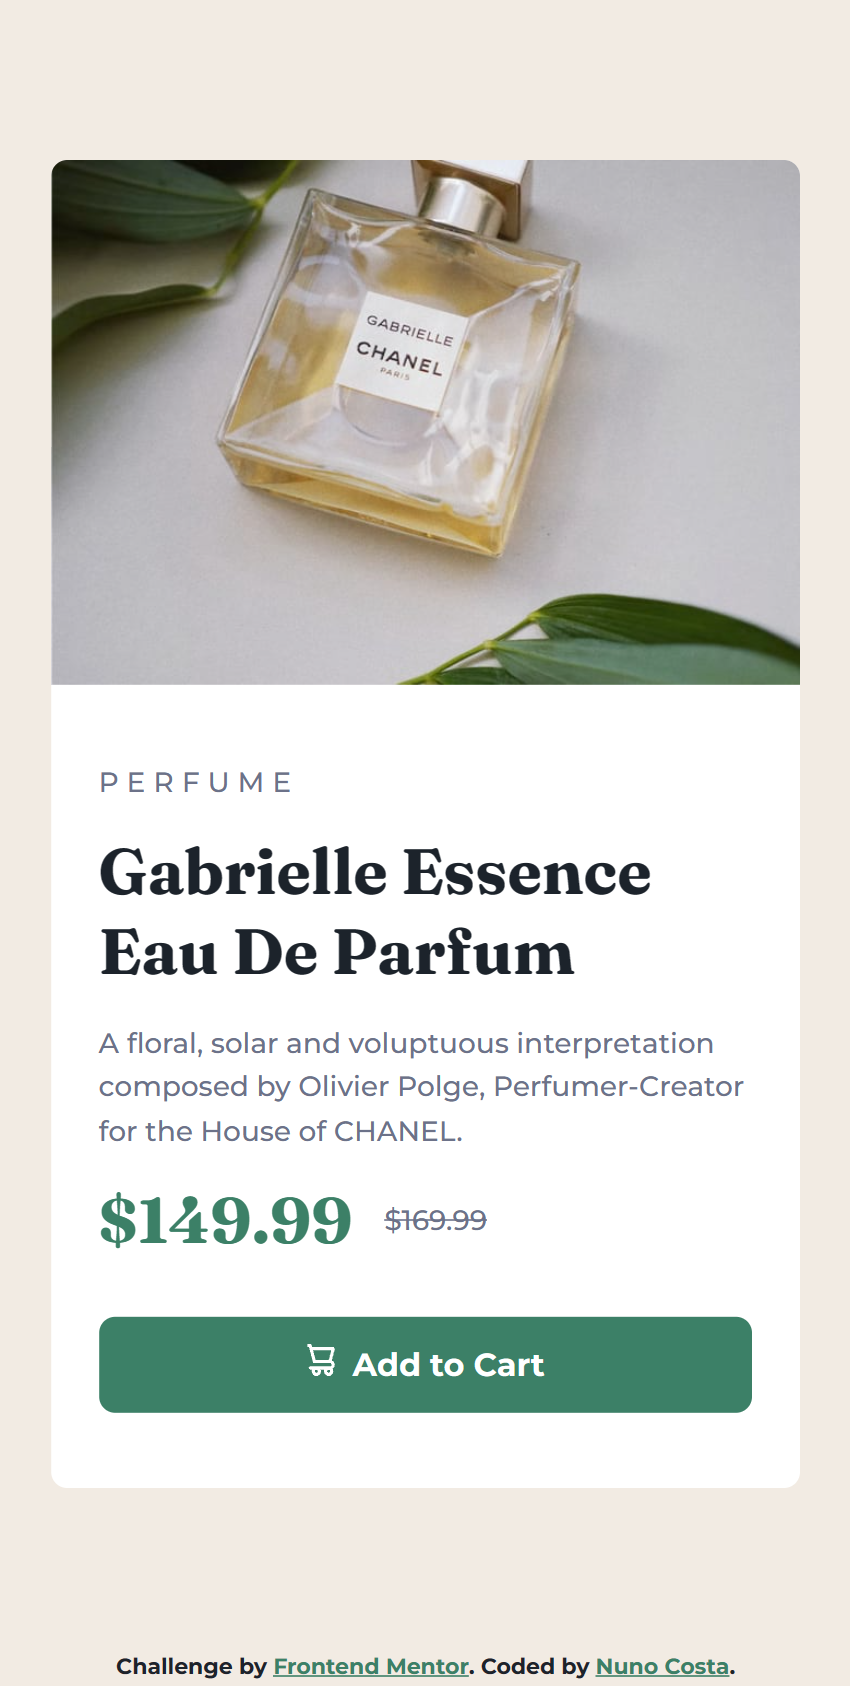 GABRIELLE
CHANEL
PARIS
PERFUME
Gabrielle Essence
Eau De Parfum
A floral, solar and voluptuous interpretation
composed by Olivier Polge, Perfumer-Creator
for the House of CHANEL.
$149.99 $169.99
Add to Cart
Challenge by Frontend Mentor. Coded by Nuno Costa.